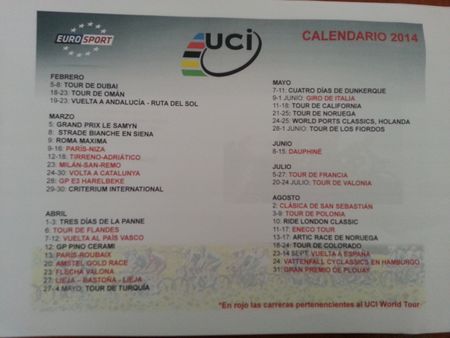 EUROSPORT
UCI
CALENDARIO 2014
FEBRERO
5-8: TOUR DE DUBAI
18-23: TOUR DE OMÁN
19-23: VUELTA A ANDALUCÍA - RUTA DEL SOL
MARZO
5: GRAND PRIX LE SAMYN
8: STRADE BIANCHE EN SIENA
9: ROMA MAXIMA
9-16: PARÍS-NIZA
12-18: TIRRENO-ADRIÁTICO
23: MILÁN-SAN-REMO
24-30: VOLTA A CATALUNYA
28: GP E3 HARELBEKE
29-30: CRITERIUM INTERNATIONAL
ABRIL
1-3: TRES DÍAS DE LA PANNE
6: TOUR DE FLANDES
7-12: VUELTA AL PAÍS VASCO
12: GP PINO CERAMI
13: PARÍS-ROUBAIX
20: AMSTEL GOLD RACE
23: FLECHA VALONA
27: LIEJA - BASTOÑA - LIEJA
27-4 MAYO: TOUR DE TURQUÍA
MAYO
7-11: CUATRO DÍAS DE DUNKERQUE
9-1 JUNIO: GIRO DE ITALIA
11-18: TOUR DE CALIFORNIA
21-25: TOUR DE NORUEGA
24-25: WORLD PORTS CLASSICS, HOLANDA
28-1 JUNIO: TOUR DE LOS FIORDOS
JUNIO
8-15: DAUPHINÉ
JULIO
5-27: TOUR DE FRANCIA
20-24 JULIO: TOUR DE VALONIA
AGOSTO
2: CLÁSICA DE SAN SEBASTIÁN
3-9: TOUR DE POLONIA
10: RIDE LONDON CLASSIC
11-17: ENECO TOUR
13-17: ARTIC RACE DE NORUEGA
18-24: TOUR DE COLORADO
23-14 SEPT. VUELTA A ESPAÑA
24: VATTENFALL CYCLASSICS EN HAMBURGO
31: GRAN PREMIO DE PLOUAY
*En rojo las carreras pertenencientes al UCI World Tour